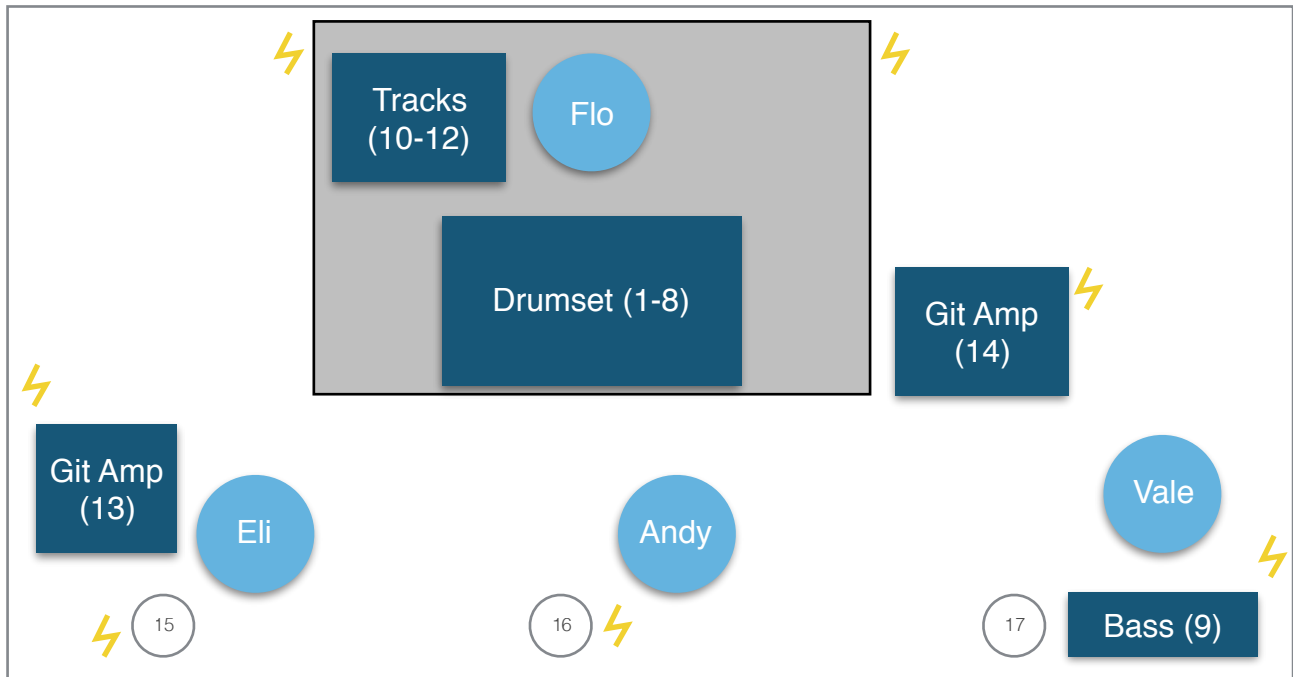 Tracks
(10-12)
Flo
Drumset (1-8)
Git Amp
(14)
Git Amp
(13)
Eli
Andy
Vale
15
16
17
Bass (9)